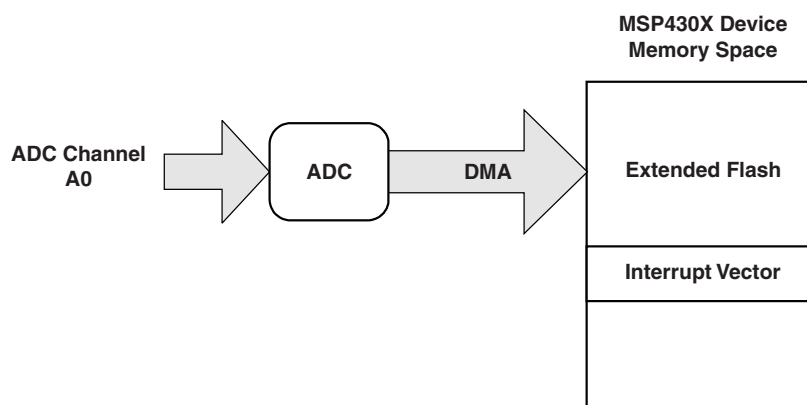 MSP430X Device
Memory Space
ADC Channel
A0
ADC
DMA
Extended Flash
Interrupt Vector